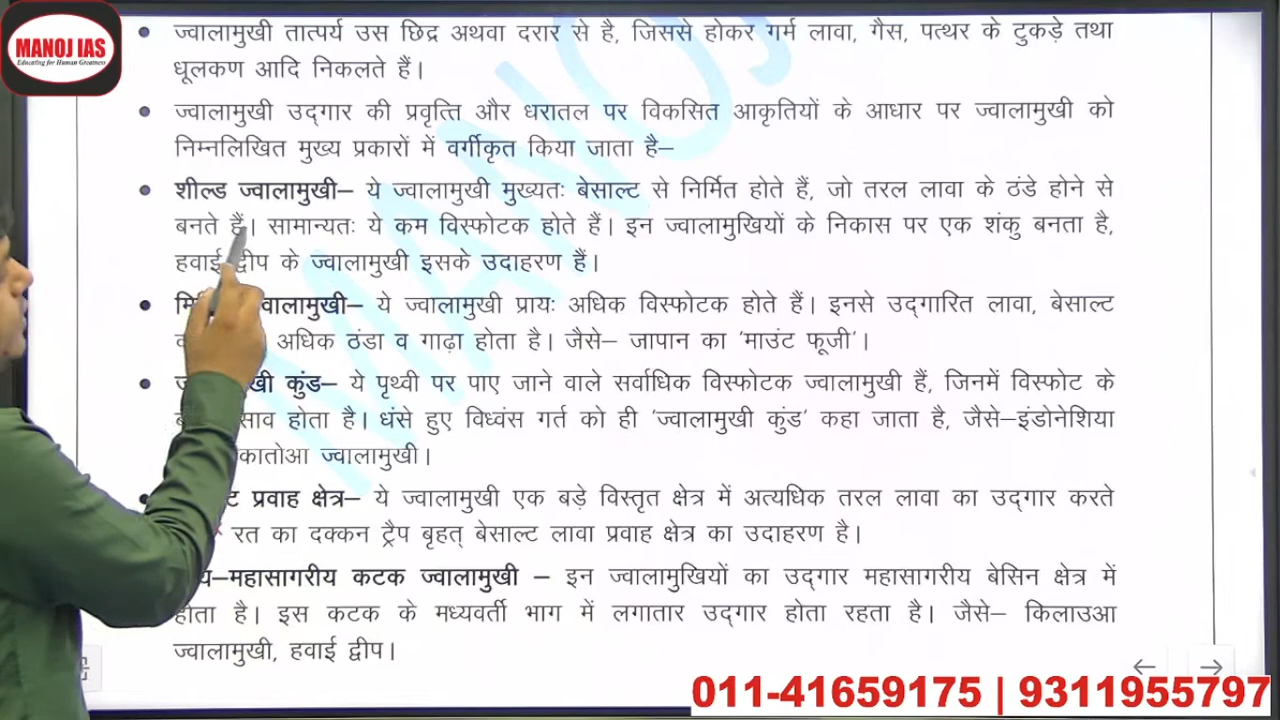 MANOJ IAS
Educating for Human Greatness
MANOJ
• ज्वालामुखी तात्पर्य उस छिद्र अथवा दरार से है, जिससे होकर गर्म लावा, गैस, पत्थर के टुकड़े तथा
धूलकण आदि निकलते हैं।
• ज्वालामुखी उद्गार की प्रवृत्ति और धरातल पर विकसित आकृतियों के आधार पर ज्वालामुखी को
निम्नलिखित मुख्य प्रकारों में वर्गीकृत किया जाता है–
• शील्ड ज्वालामुखी– ये ज्वालामुखी मुख्यतः बेसाल्ट से निर्मित होते हैं, जो तरल लावा के ठंडे होने से
बनते हैं। सामान्यतः ये कम विस्फोटक होते हैं। इन ज्वालामुखियों के निकास पर एक शंकु बनता है,
हवाई द्वीप के ज्वालामुखी इसके उदाहरण हैं।
• ज्वालामुखी– ये ज्वालामुखी प्रायः अधिक विस्फोटक होते हैं। इनसे उद्गारित लावा, बेसाल्ट
अधिक ठंडा व गाढ़ा होता है। जैसे– जापान का 'माउंट फूजी'।
• कुंड– ये पृथ्वी पर पाए जाने वाले सर्वाधिक विस्फोटक ज्वालामुखी हैं, जिनमें विस्फोट के
होता है। धंसे हुए विध्वंस गर्त को ही 'ज्वालामुखी कुंड' कहा जाता है, जैसे–इंडोनेशिया
ज्वालामुखी।
• प्रवाह क्षेत्र– ये ज्वालामुखी एक बड़े विस्तृत क्षेत्र में अत्यधिक तरल लावा का उद्गार करते
का दक्कन ट्रैप बृहत् बेसाल्ट लावा प्रवाह क्षेत्र का उदाहरण है।
महासागरीय कटक ज्वालामुखी – इन ज्वालामुखियों का उद्गार महासागरीय बेसिन क्षेत्र में
होता है। इस कटक के मध्यवर्ती भाग में लगातार उद्गार होता रहता है। जैसे– किलाउआ
ज्वालामुखी, हवाई द्वीप।
011-41659175 | 9311955797